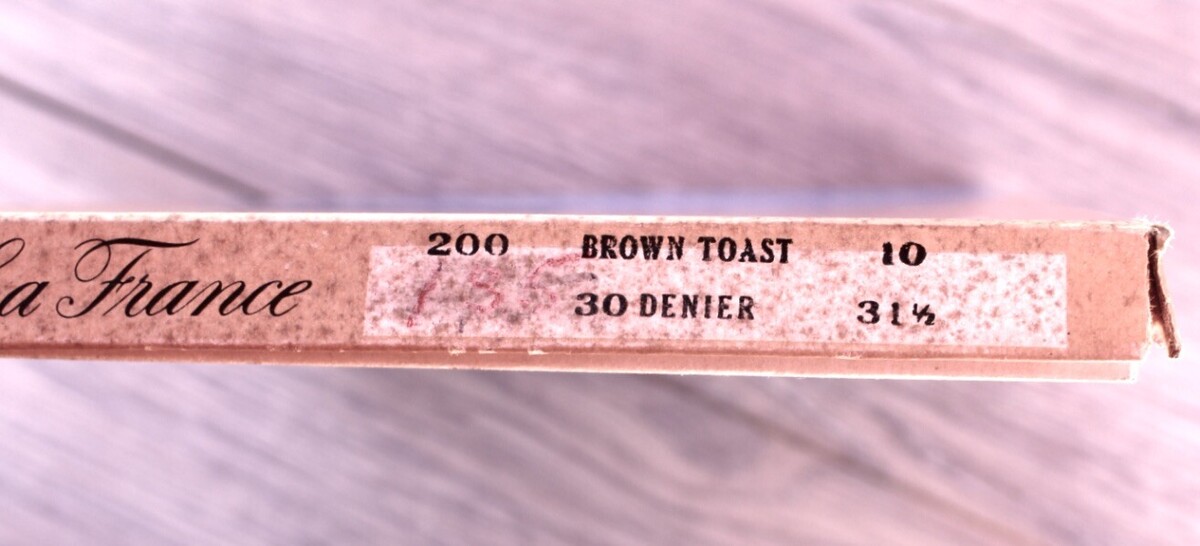 La France
200 BROWN TOAST 10
30 DENIER 31½